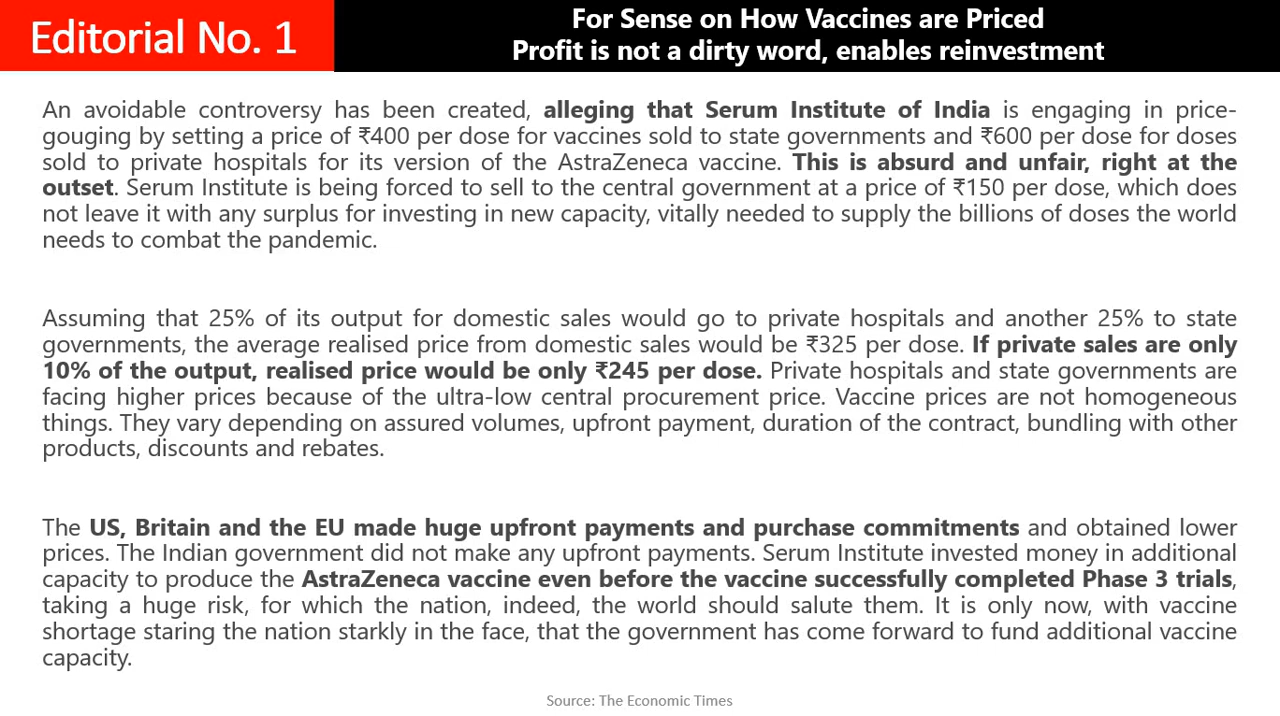 Editorial No. 1
For Sense on How Vaccines are Priced
Profit is not a dirty word, enables reinvestment
An avoidable controversy has been created, alleging that Serum Institute of India is engaging in price-
gouging by setting a price of ₹400 per dose for vaccines sold to state governments and ₹600 per dose for doses
sold to private hospitals for its version of the AstraZeneca vaccine. This is absurd and unfair, right at the
outset. Serum Institute is being forced to sell to the central government at a price of ₹150 per dose, which does
not leave it with any surplus for investing in new capacity, vitally needed to supply the billions of doses the world
needs to combat the pandemic.
Assuming that 25% of its output for domestic sales would go to private hospitals and another 25% to state
governments, the average realised price from domestic sales would be ₹325 per dose. If private sales are only
10% of the output, realised price would be only ₹245 per dose. Private hospitals and state governments are
facing higher prices because of the ultra-low central procurement price. Vaccine prices are not homogeneous
things. They vary depending on assured volumes, upfront payment, duration of the contract, bundling with other
products, discounts and rebates.
The US, Britain and the EU made huge upfront payments and purchase commitments and obtained lower
prices. The Indian government did not make any upfront payments. Serum Institute invested money in additional
capacity to produce the AstraZeneca vaccine even before the vaccine successfully completed Phase 3 trials,
taking a huge risk, for which the nation, indeed, the world should salute them. It is only now, with vaccine
shortage staring the nation starkly in the face, that the government has come forward to fund additional vaccine
capacity.
Source: The Economic Times